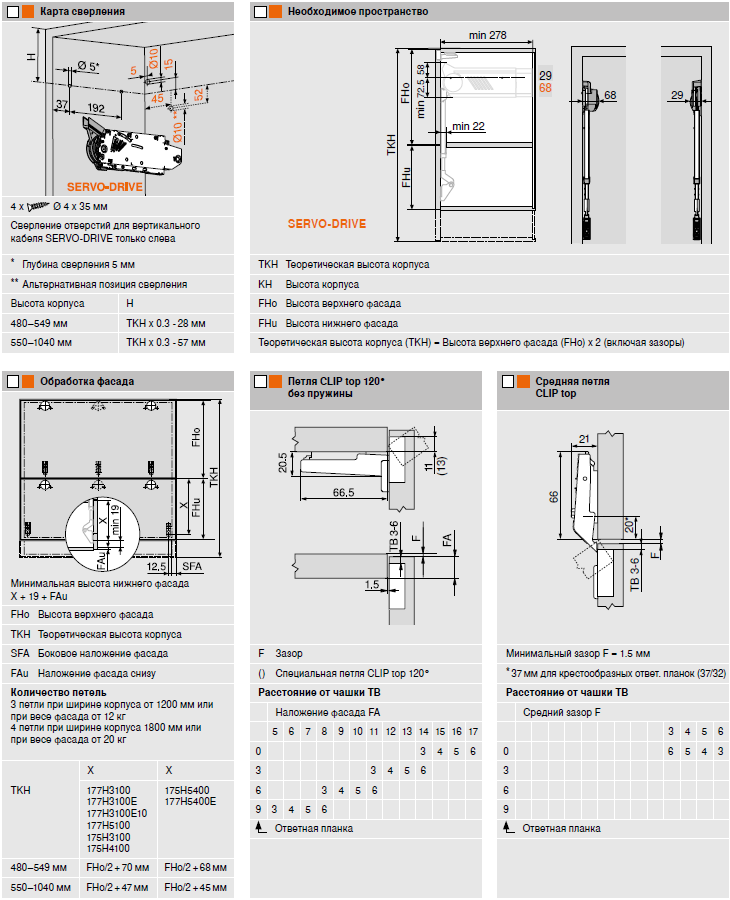 Карта сверления
H
Ø 5*
5
Ø10
15
45
52
Ø10 **
37
192
SERVO-DRIVE
4 x Ø 4 x 35 мм
Сверление отверстий для вертикального
кабеля SERVO-DRIVE только слева
* Глубина сверления 5 мм
** Альтернативная позиция сверления
Высота корпуса H
480–549 мм TKH x 0.3 - 28 мм
550–1040 мм TKH x 0.3 - 57 мм
Необходимое пространство
min 278
58
min 72.5
FHo
29
68
min 22
TKH
FHu
SERVO-DRIVE
68
29
TKH Теоретическая высота корпуса
KH Высота корпуса
FHo Высота верхнего фасада
FHu Высота нижнего фасада
Теоретическая высота корпуса (TKH) = Высота верхнего фасада (FHo) x 2 (включая зазоры)
Обработка фасада
FHo
TKH
X
FHu
X
min 19
FAu
12,5 SFA
Минимальная высота нижнего фасада
X + 19 + FAu
FHo Высота верхнего фасада
TKH Теоретическая высота корпуса
SFA Боковое наложение фасада
FAu Наложение фасада снизу
Количество петель
3 петли при ширине корпуса от 1200 мм или
при весе фасада от 12 кг
4 петли при ширине корпуса 1800 мм или
при весе фасада от 20 кг
X X
TKH 177H3100 175H5400
177H3100E 177H5400E
177H3100E10
177H5100
175H3100
175H4100
480–549 мм FHo/2 + 70 мм FHo/2 + 68 мм
550–1040 мм FHo/2 + 47 мм FHo/2 + 45 мм
Петля CLIP top 120°
без пружины
20.5
66,5
11
(13)
TB 3-6
F
FA
1,5
F Зазор
() Специальная петля CLIP top 120°
Расстояние от чашки TB
Наложение фасада FA
5 6 7 8 9 10 11 12 13 14 15 16 17
0 3 4 5 6
3 3 4 5 6
6 3 4 5 6
9 3 4 5 6
Ответная планка
Средняя петля
CLIP top
21
66
20*
TB 3-6
F
Минимальный зазор F = 1.5 мм
* 37 мм для крестообразных ответ. планок (37/32)
Расстояние от чашки TB
Средний зазор F
3 4 5 6
0 6 5 4 3
3
6
9
Ответная планка